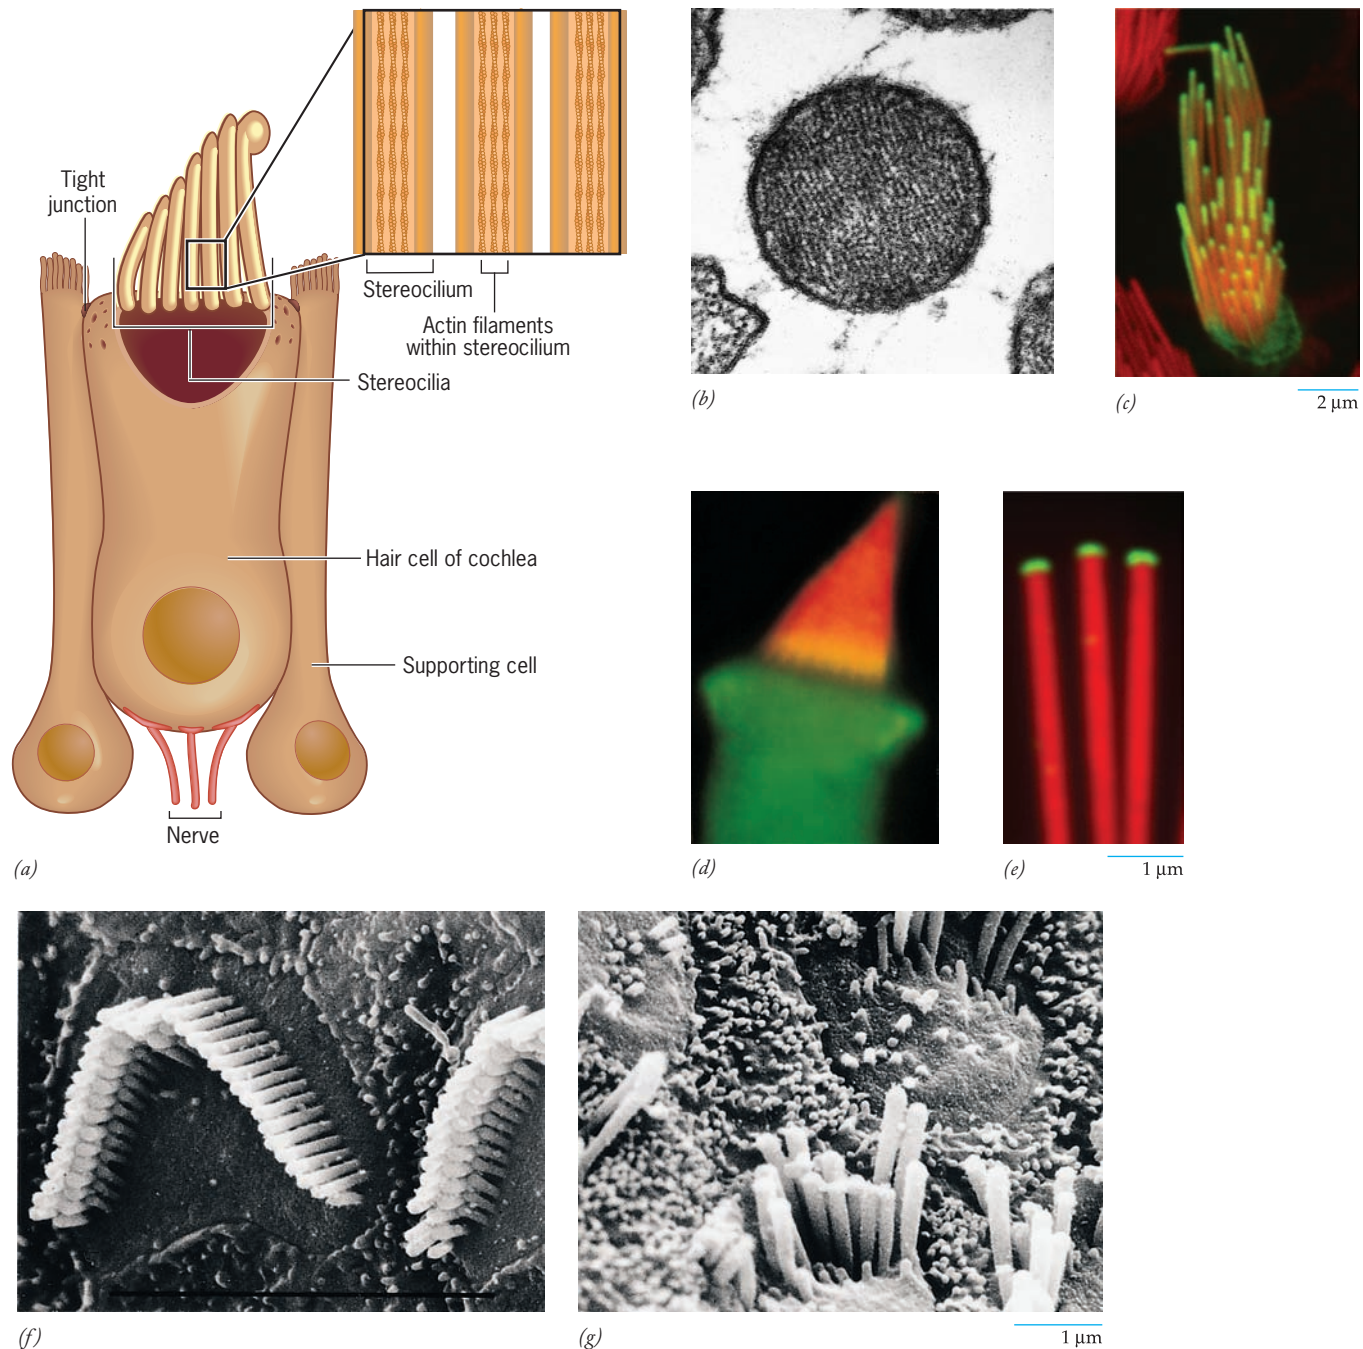 Tight
junction
Stereocilium
Actin filaments
within stereocilium
Stereocilia
Hair cell of cochlea
Supporting cell
Nerve
(a)
(b)
(c)
2 μm
(d)
(e)
1 μm
(f)
(g)
1 μm